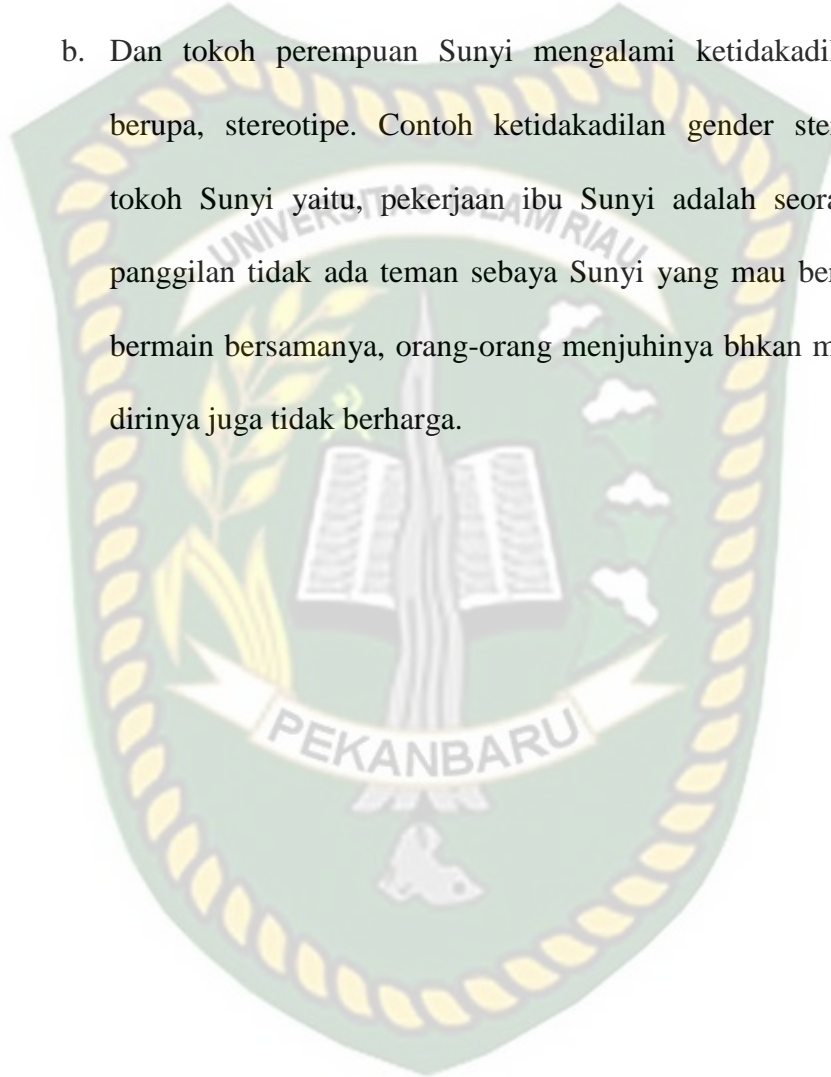 b. Dan tokoh perempuan Sunyi mengalami ketidakadil
berupa, stereotipe. Contoh ketidakadilan gender ste
tokoh Sunyi yaitu, pekerjaan ibu Sunyi adalah seora
panggilan tidak ada teman sebaya Sunyi yang mau ber
bermain bersamanya, orang-orang menjuhinya bhkan m
dirinya juga tidak berharga.
UNIVERSITAS ISLAM RIAU
PEKANBARU